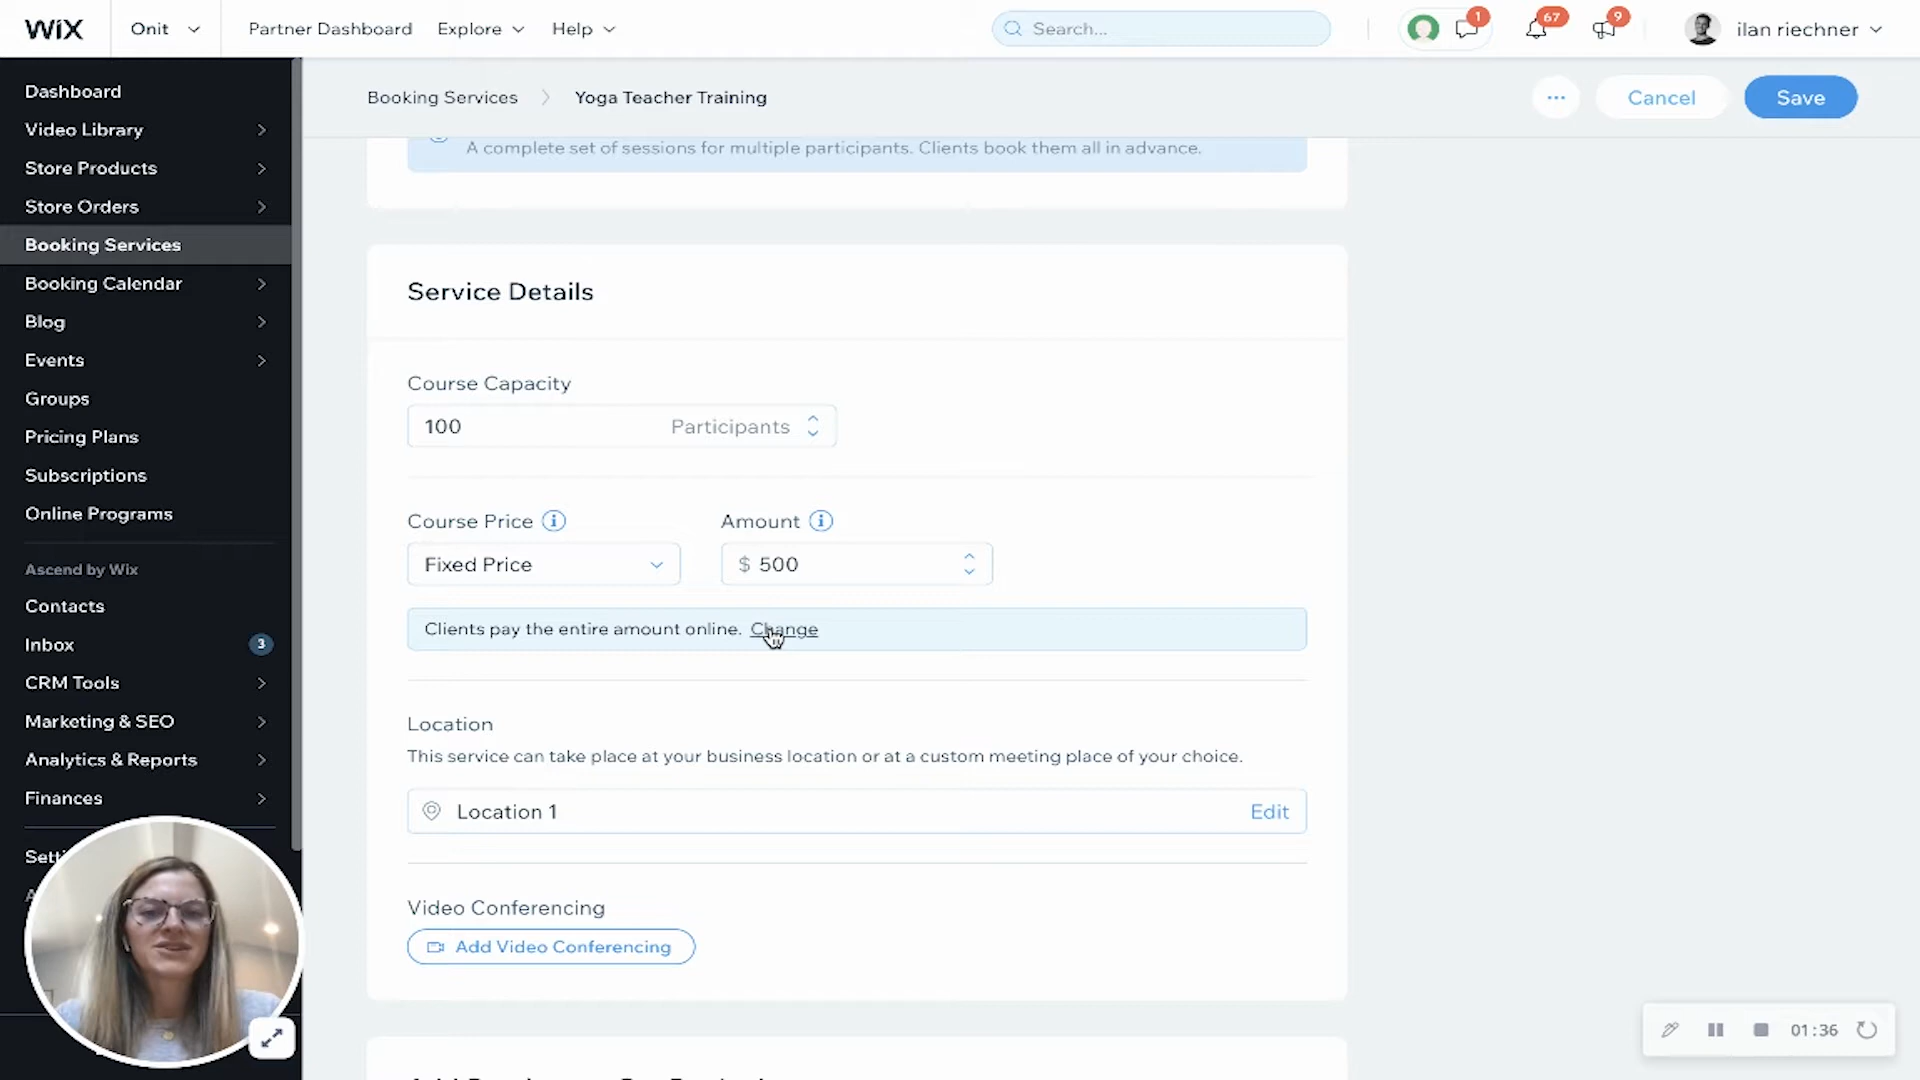 WIX
Onit
Partner Dashboard
Explore
Help
Search...
1
67
9
ilan riechner
Dashboard
Video Library
Store Products
Store Orders
Booking Services
Booking Calendar
Blog
Events
Groups
Pricing Plans
Subscriptions
Online Programs
Ascend by Wix
Contacts
Inbox
3
CRM Tools
Marketing & SEO
Analytics & Reports
Finances
Booking Services
Yoga Teacher Training
...
Cancel
Save
A complete set of sessions for multiple participants. Clients book them all in advance.
Service Details
Course Capacity
100 Participants
Course Price
Amount
Fixed Price
$ 500
Clients pay the entire amount online. Change
Location
This service can take place at your business location or at a custom meeting place of your choice.
Location 1
Edit
Video Conferencing
Add Video Conferencing
01:36